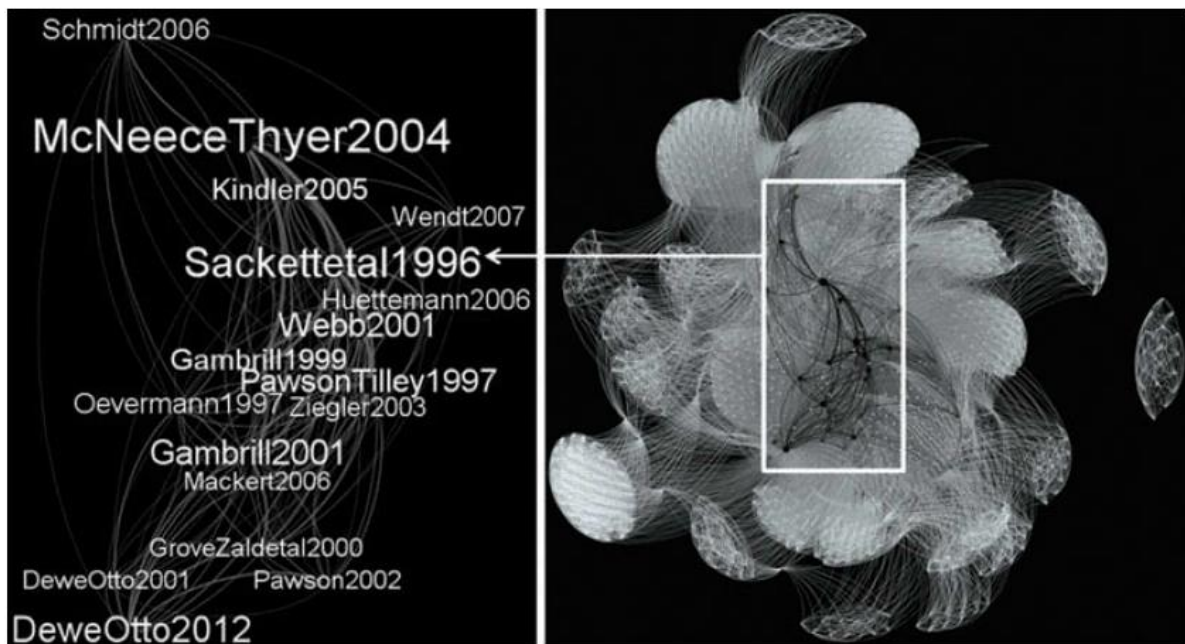 Schmidt2006
McNeeceThyer2004
Kindler2005
Wendt2007
Sackettetal1996
Huettemann2006
Webb2001
Gambrill1999
PawsonTilley1997
Oevermann1997
Ziegler2003
Gambrill2001
Mackert2006
GroveZaldetal2000
DeweOtto2001
Pawson2002
DeweOtto2012